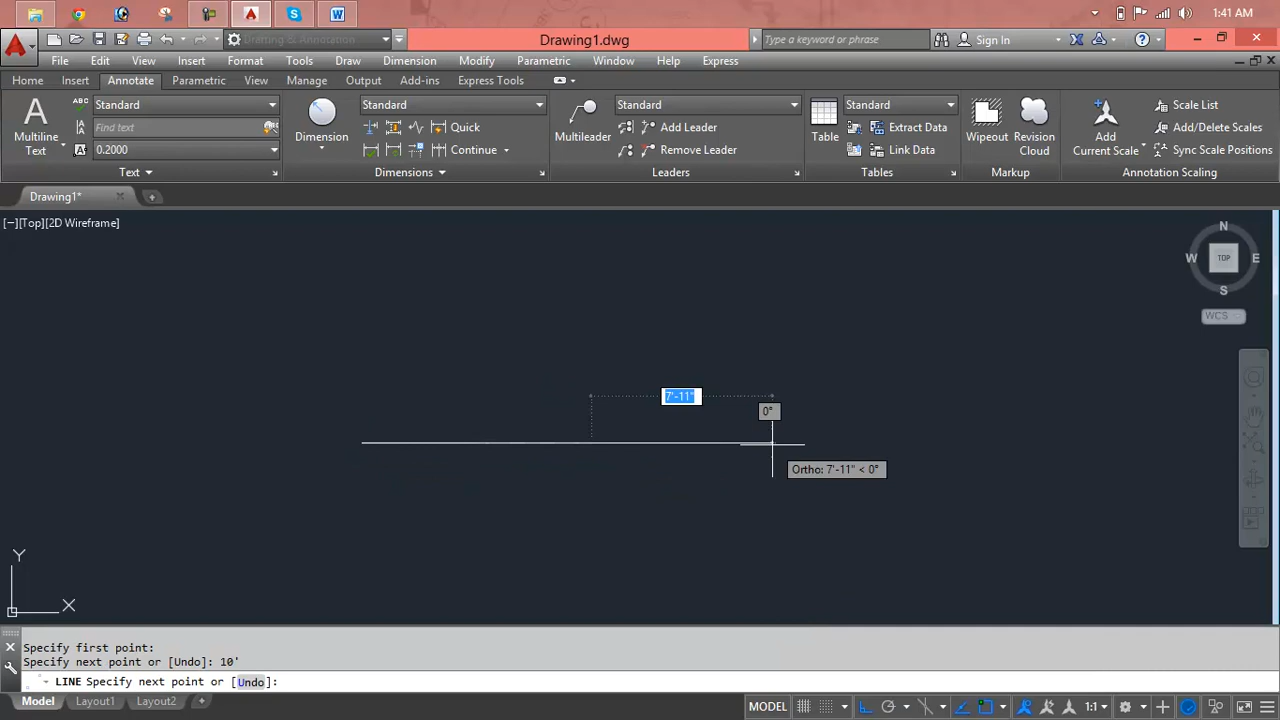 1:41 AM
Drafting & Annotation
Drawing1.dwg
Type a keyword or phrase
Sign In
File Edit View Insert Format Tools Draw Dimension Modify Parametric Window Help Express
Home Insert Annotate Parametric View Manage Output Add-ins Express Tools
Multiline Text
ABC
Standard
Find text
0.2000
Text
Dimension
Standard
Quick
Continue
Dimensions
Multileader
Standard
Add Leader
Remove Leader
Leaders
Table
Standard
Extract Data
Link Data
Tables
Wipeout
Revision Cloud
Markup
Add Current Scale
Scale List
Add/Delete Scales
Sync Scale Positions
Annotation Scaling
Drawing1*
[−][Top][2D Wireframe]
N
W TOP E
S
WCS
7'-11"
0°
Ortho: 7'-11" < 0°
Y
X
Specify first point:
Specify next point or [Undo]: 10'
LINE Specify next point or [Undo]:
Model Layout1 Layout2 +
MODEL
1:1